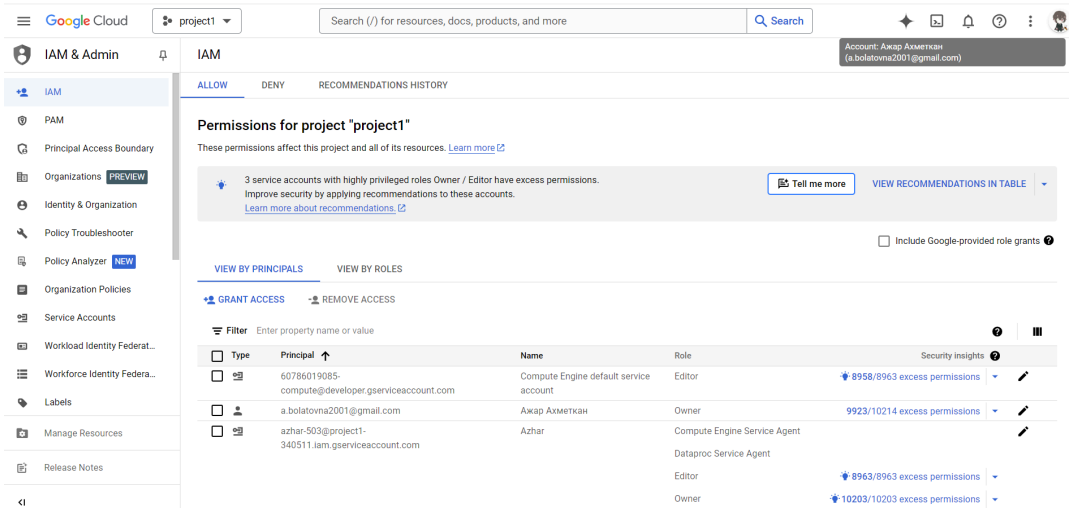 Google Cloud
project1
Search (/) for resources, docs, products, and more
Search
Account: Ажар Ахметкан
(a.bolatovna2001@gmail.com)
IAM & Admin
IAM
PAM
Principal Access Boundary
Organizations PREVIEW
Identity & Organization
Policy Troubleshooter
Policy Analyzer NEW
Organization Policies
Service Accounts
Workload Identity Federat...
Workforce Identity Federa...
Labels
Manage Resources
Release Notes
IAM
ALLOW DENY RECOMMENDATIONS HISTORY
Permissions for project "project1"
These permissions affect this project and all of its resources. Learn more
3 service accounts with highly privileged roles Owner / Editor have excess permissions.
Improve security by applying recommendations to these accounts.
Learn more about recommendations.
Tell me more
VIEW RECOMMENDATIONS IN TABLE
Include Google-provided role grants
VIEW BY PRINCIPALS VIEW BY ROLES
GRANT ACCESS REMOVE ACCESS
Filter Enter property name or value
Type Principal Name Role Security insights
60786019085-
compute@developer.gserviceaccount.com
Compute Engine default service
account
Editor
8958/8963 excess permissions
a.bolatovna2001@gmail.com Ажар Ахметкан Owner 9923/10214 excess permissions
azhar-503@project1-
340511.iam.gserviceaccount.com
Azhar
Compute Engine Service Agent
Dataproc Service Agent
Editor 8963/8963 excess permissions
Owner 10203/10203 excess permissions